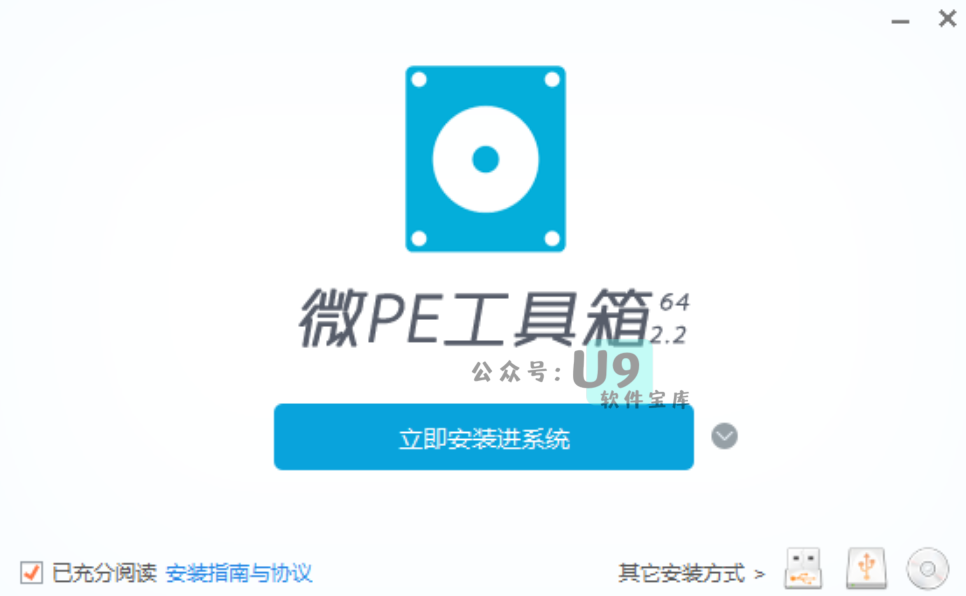 微PE工具箱 64
2.2
公众号: U9
软件宝库
立即安装进系统
已充分阅读 安装指南与协议
其它安装方式 >